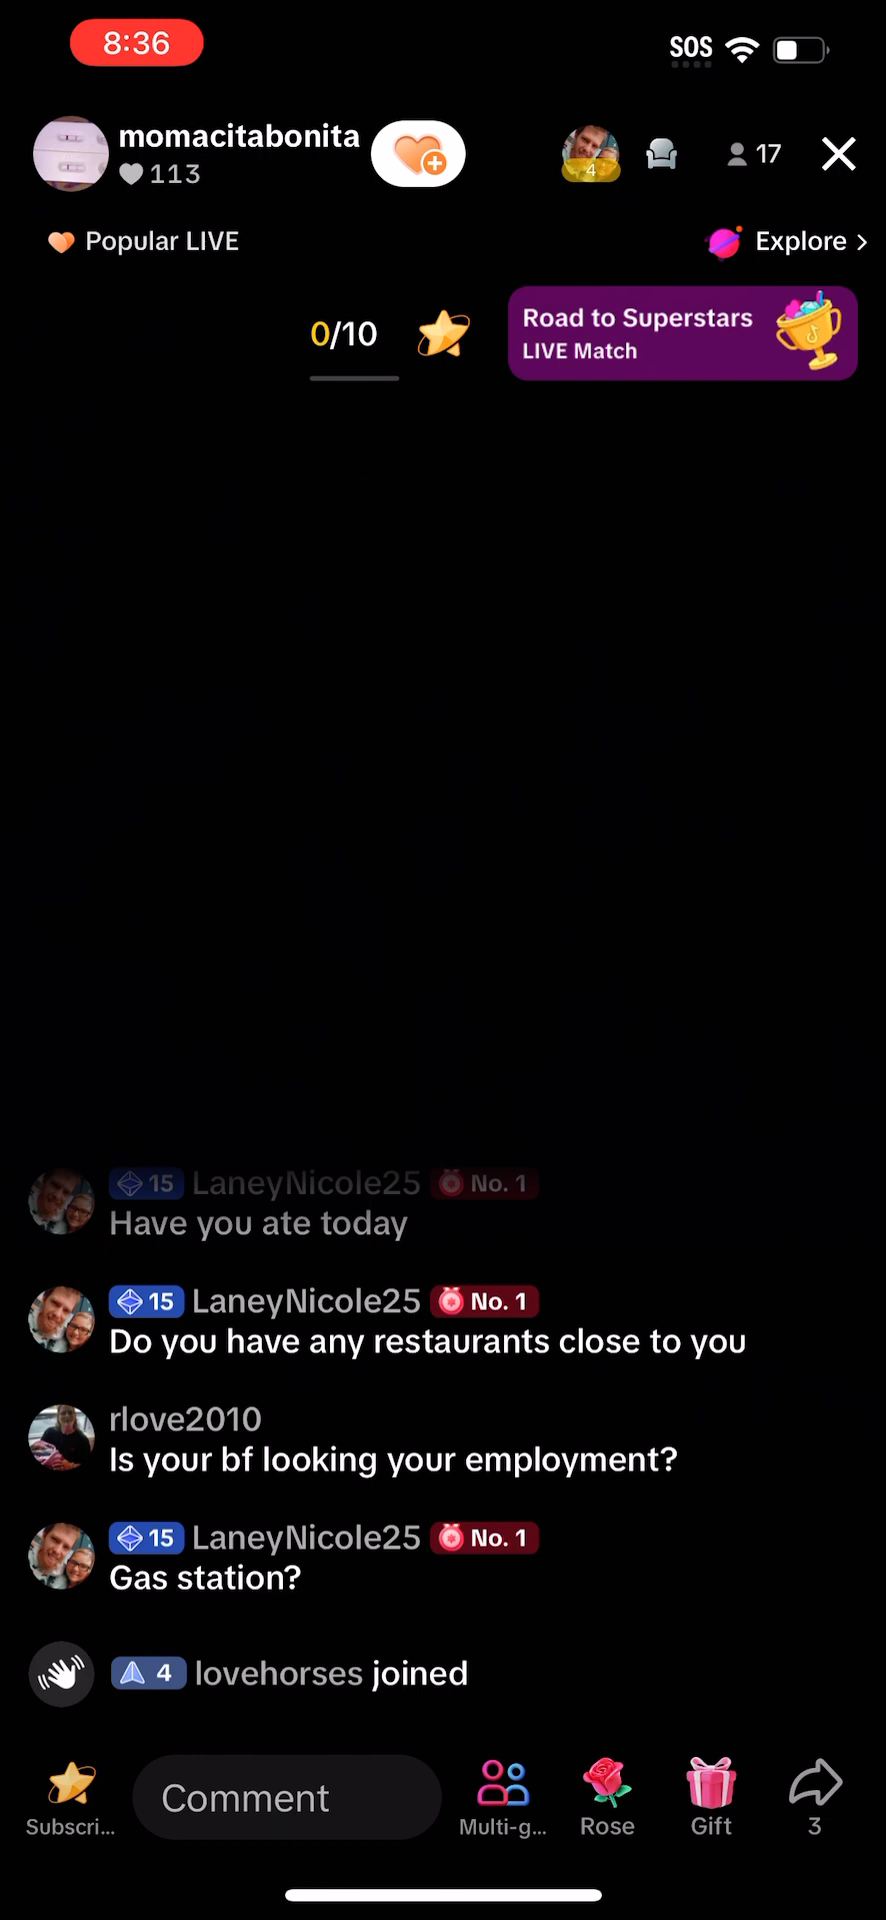 8:36
SOS
momacitabonita
113
4
17
Popular LIVE
Explore >
0/10
Road to Superstars
LIVE Match
15 LaneyNicole25 No. 1
Have you ate today
15 LaneyNicole25 No. 1
Do you have any restaurants close to you
rlove2010
Is your bf looking your employment?
15 LaneyNicole25 No. 1
Gas station?
4 lovehorses joined
Comment
Subscri...
Multi-g...
Rose
Gift
3